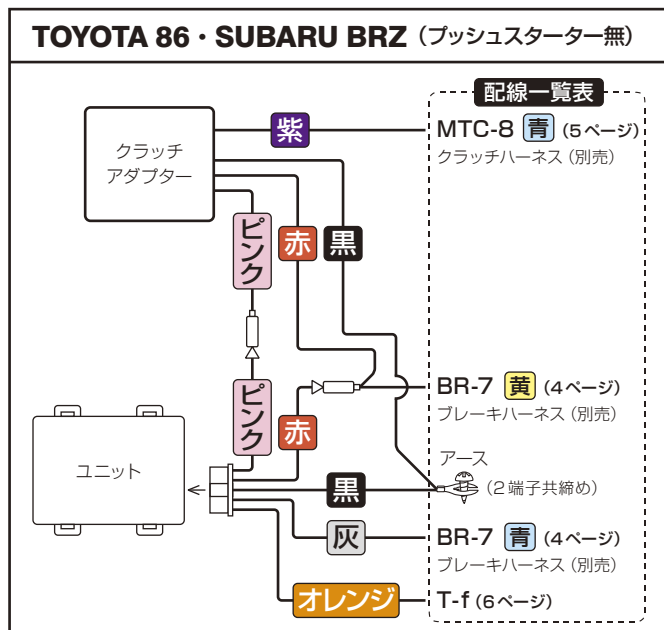 TOYOTA 86・SUBARU BRZ（プッシュスターター無）
配線一覧表
クラッチ
アダプター
紫
MTC-8 青（5ページ）
クラッチハーネス（別売）
ピンク
赤
黒
BR-7 黄（4ページ）
ブレーキハーネス（別売）
ピンク
赤
ユニット
アース
（2端子共締め）
黒
灰
BR-7 青（4ページ）
ブレーキハーネス（別売）
オレンジ
T-f（6ページ）